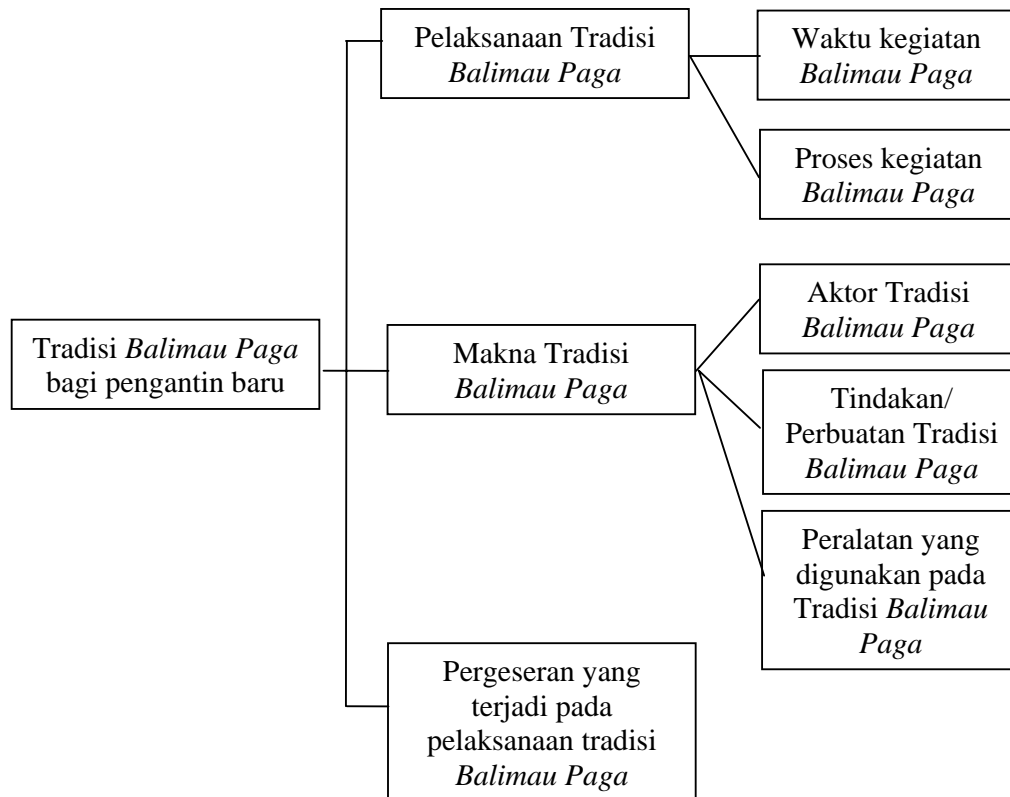 Pelaksanaan Tradisi
Balimau Paga
Waktu kegiatan
Balimau Paga
Proses kegiatan
Balimau Paga
Tradisi Balimau Paga
bagi pengantin baru
Makna Tradisi
Balimau Paga
Aktor Tradisi
Balimau Paga
Tindakan/
Perbuatan Tradisi
Balimau Paga
Peralatan yang
digunakan pada
Tradisi Balimau
Paga
Pergeseran yang
terjadi pada
pelaksanaan tradisi
Balimau Paga